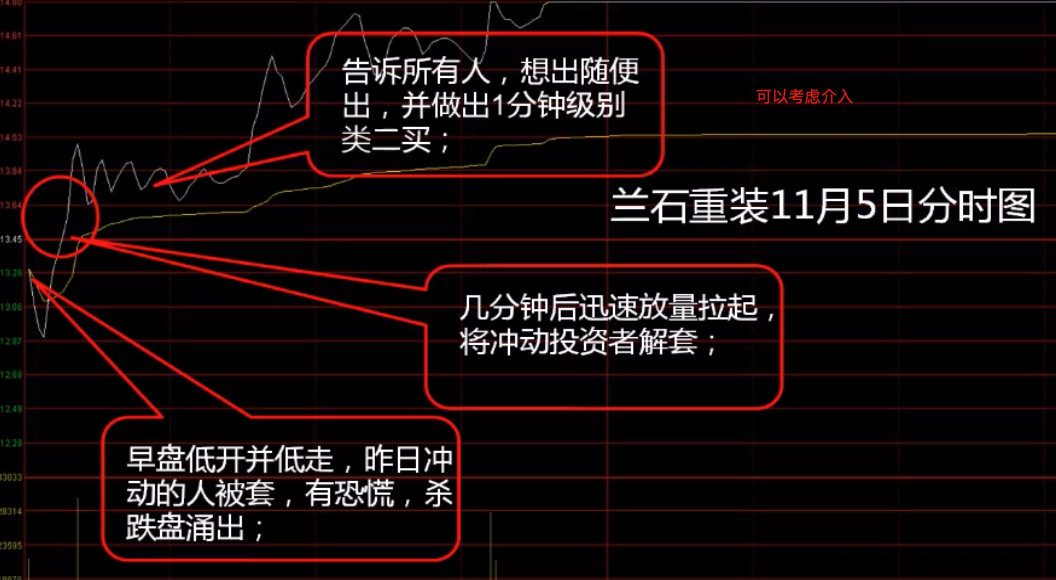 14.80
14.61
14.41
14.22
14.03
13.84
13.64
13.45
13.26
13.06
12.87
12.68
12.48
12.28
33033
28314
23595
告诉所有人，想出随便
出，并做出1分钟级别
类二买；
可以考虑介入
兰石重装11月5日分时图
几分钟后迅速放量拉起，
将冲动投资者解套；
早盘低开并低走，昨日冲
动的人被套，有恐慌，杀
跌盘涌出；